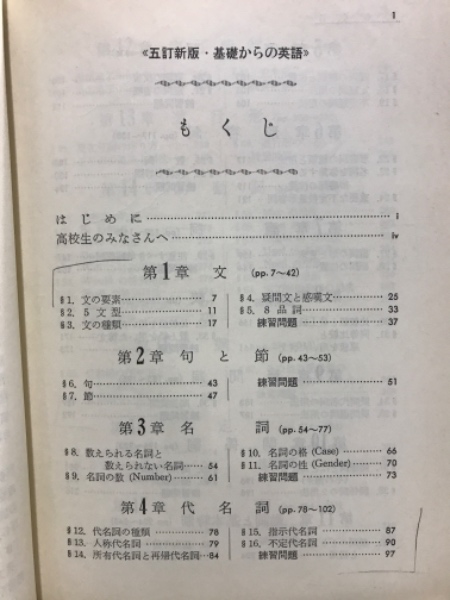 1
≪五訂新版・基礎からの英語≫
もくじ
はじめに……i
高校生のみなさんへ……iv
第1章 文 (pp. 7〜42)
§1. 文の要素……7
§2. 5文型……11
§3. 文の種類……17
§4. 疑問文と感嘆文……25
§5. 8品詞……33
練習問題……37
第2章 句と節 (pp. 43〜53)
§6. 句……43
§7. 節……47
練習問題……51
第3章 名詞 (pp. 54〜77)
§8. 数えられる名詞と
数えられない名詞……54
§9. 名詞の数 (Number)……61
§10. 名詞の格 (Case)……66
§11. 名詞の性 (Gender)……70
練習問題……73
第4章 代名詞 (pp. 78〜102)
§12. 代名詞の種類……78
§13. 人称代名詞……79
§14. 所有代名詞と再帰代名詞…84
§15. 指示代名詞……87
§16. 不定代名詞……90
練習問題……97